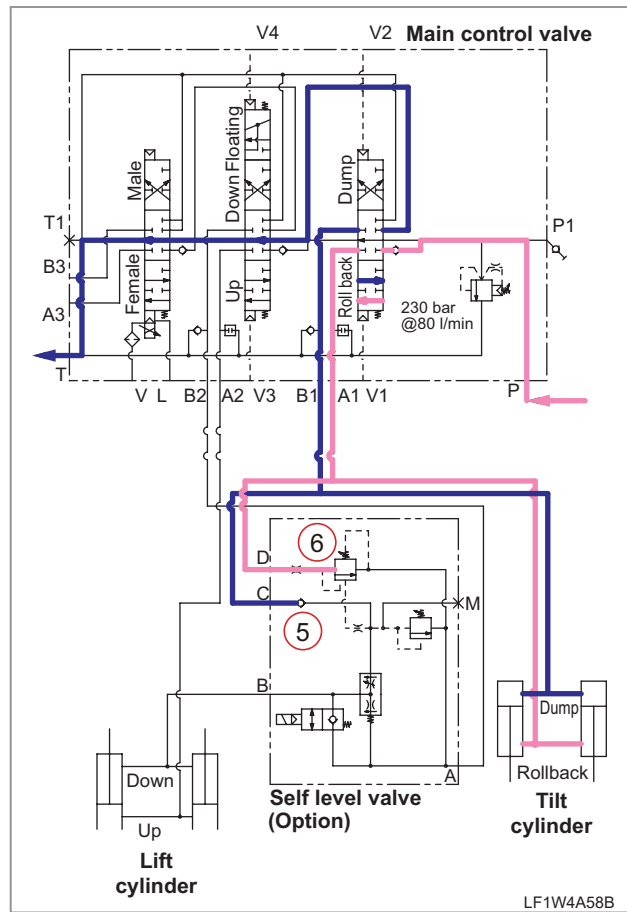 V4
V2
Main control valve
Male
Female
Down
Floating
Up
Dump
Roll back
T1
B3
A3
T
P1
230 bar
@80 l/min
V
L
B2
A2
V3
B1
A1
V1
P
6
D
C
5
M
B
A
Self level valve
(Option)
Down
Up
Lift
cylinder
Dump
Rollback
Tilt
cylinder
LF1W4A58B